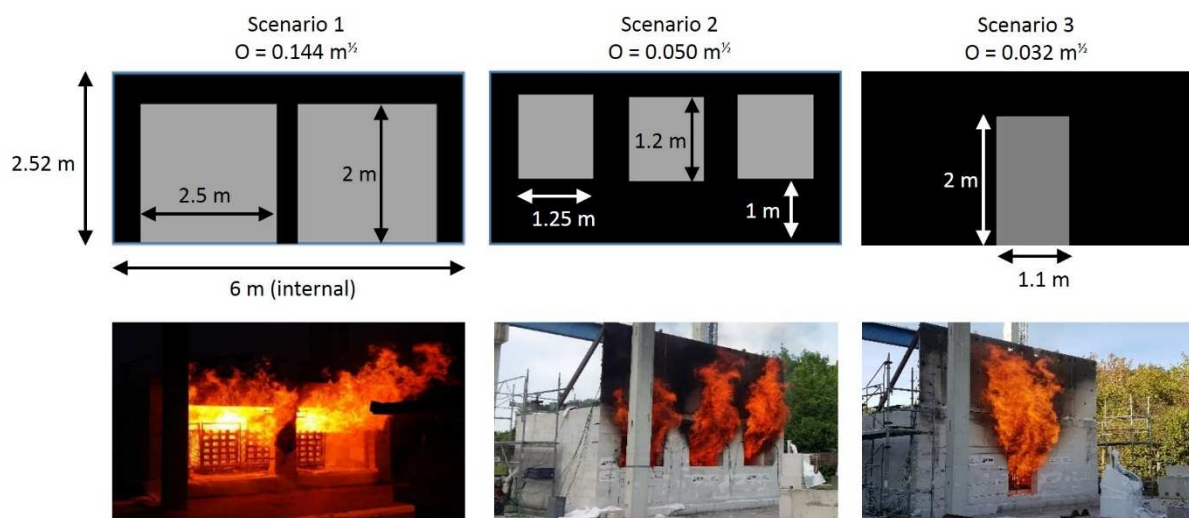 Scenario 1
O = 0.144 m½
Scenario 2
O = 0.050 m½
Scenario 3
O = 0.032 m½
2.52 m
2.5 m
2 m
6 m (internal)
1.2 m
1.25 m
1 m
2 m
1.1 m